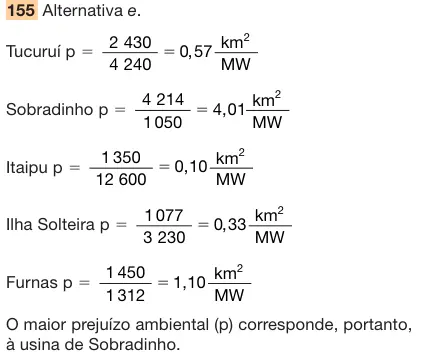 155 Alternativa e.
Tucuruí p = 2 430 / 4 240 = 0,57 km² / MW
Sobradinho p = 4 214 / 1 050 = 4,01 km² / MW
Itaipu p = 1 350 / 12 600 = 0,10 km² / MW
Ilha Solteira p = 1 077 / 3 230 = 0,33 km² / MW
Furnas p = 1 450 / 1 312 = 1,10 km² / MW
O maior prejuízo ambiental (p) corresponde, portanto,
à usina de Sobradinho.